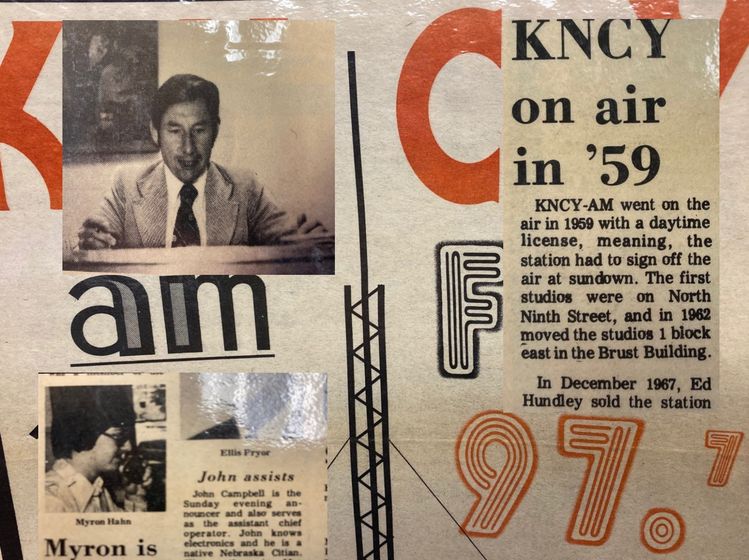 K C Y
KNCY
on air
in ’59
KNCY-AM went on the
air in 1959 with a daytime
license, meaning, the
station had to sign off the
air at sundown. The first
studios were on North
Ninth Street, and in 1962
moved the studios 1 block
east in the Brust Building.
In December 1967, Ed
Hundley sold the station
am
F
97.7
Myron Hahn
Myron is
Ellis Pryor
John assists
John Campbell is the
Sunday evening an-
nouncer and also serves
as the assistant chief
operator. John knows
electronics and he is a
native Nebraska Citian.